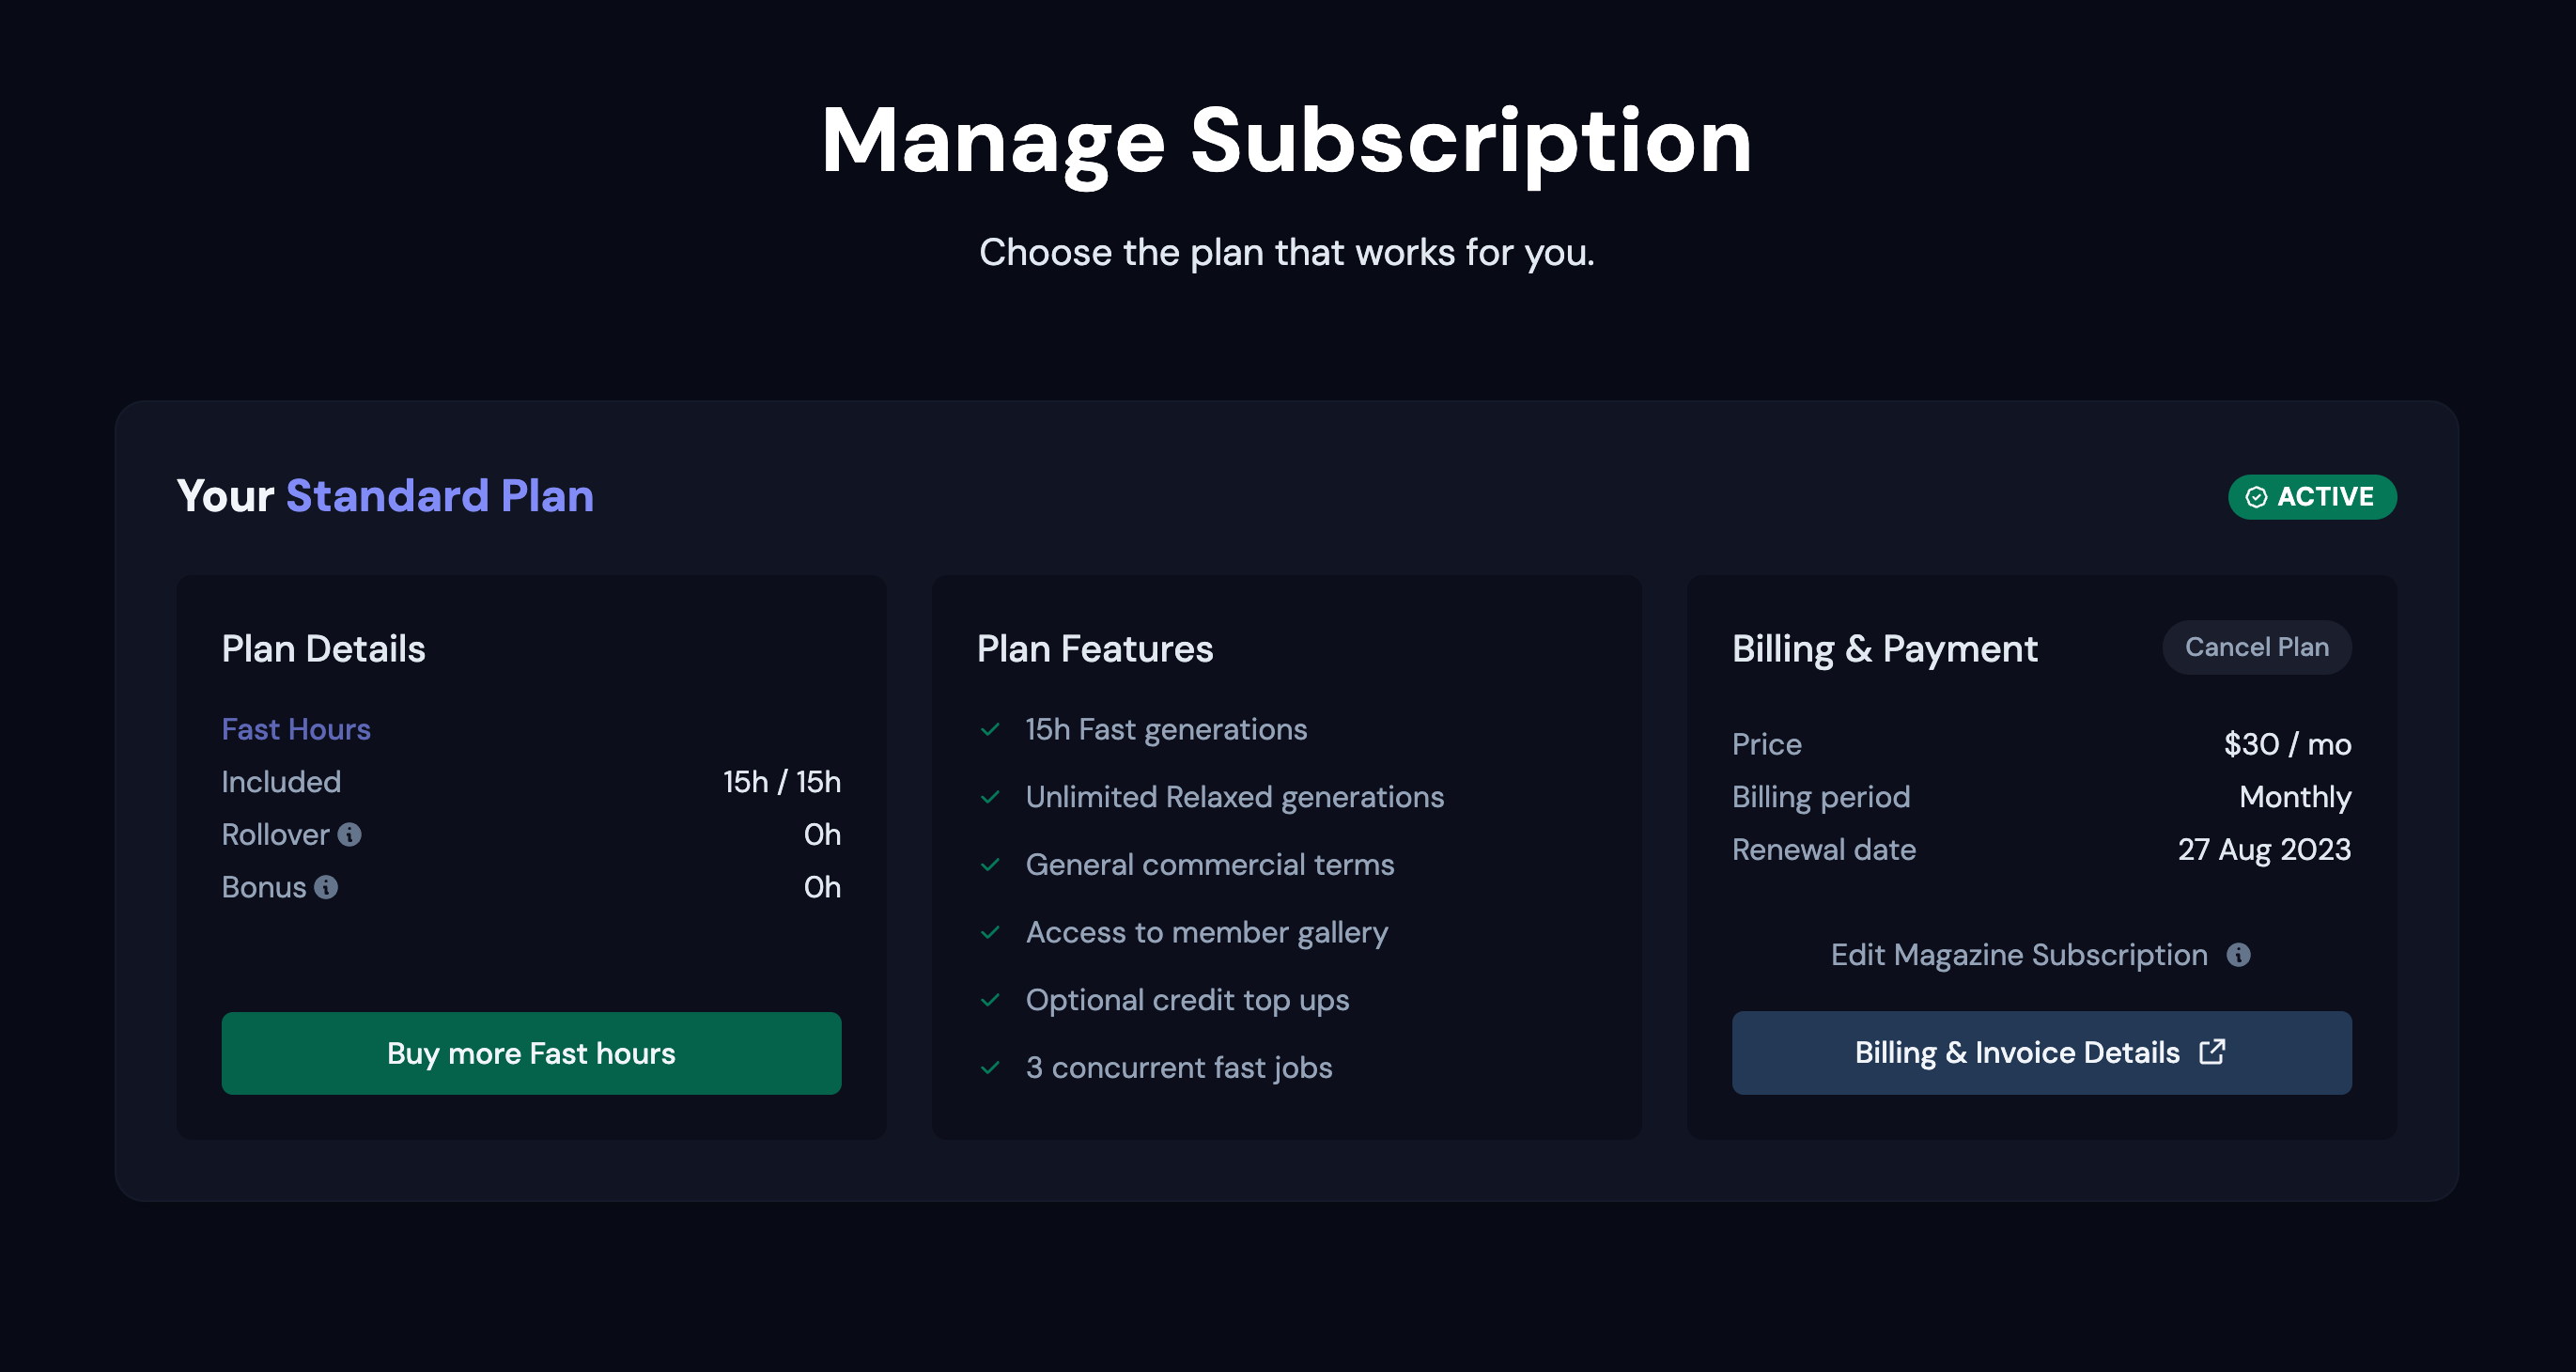 Manage Subscription
Choose the plan that works for you.
Your Standard Plan
ACTIVE
Plan Details
Fast Hours
Included 15h / 15h
Rollover 0h
Bonus 0h
Buy more Fast hours
Plan Features
15h Fast generations
Unlimited Relaxed generations
General commercial terms
Access to member gallery
Optional credit top ups
3 concurrent fast jobs
Billing & Payment
Cancel Plan
Price $30 / mo
Billing period Monthly
Renewal date 27 Aug 2023
Edit Magazine Subscription
Billing & Invoice Details